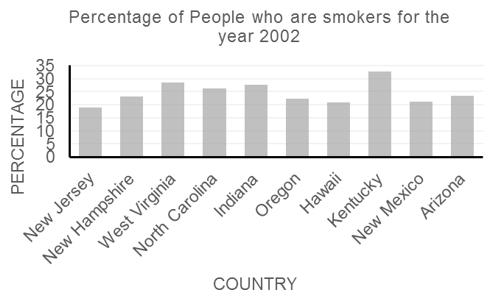 Percentage of People who are smokers for the
year 2002
PERCENTAGE
35
30
25
20
15
10
5
0
New Jersey
New Hampshire
West Virginia
North Carolina
Indiana
Oregon
Hawaii
Kentucky
New Mexico
Arizona
COUNTRY